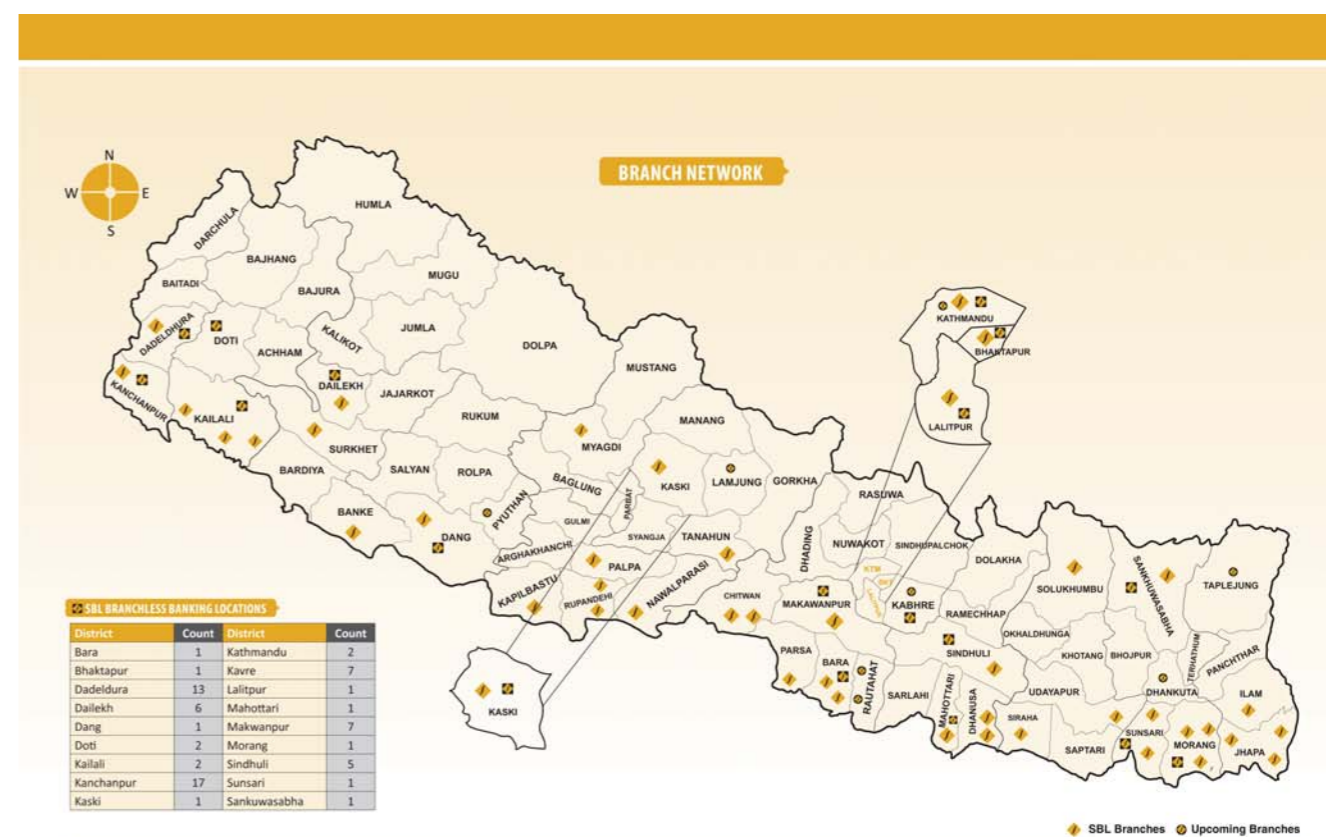 BRANCH NETWORK
N
W E
S
HUMLA
DARCHULA
BAJHANG
BAITADI
BAJURA
MUGU
DADELDHURA
DOTI
ACHHAM
KALIKOT
JUMLA
DOLPA
KANCHANPUR
KAILALI
DAILEKH
JAJARKOT
MUSTANG
RUKUM
SURKHET
MYAGDI
MANANG
BARDIYA
SALYAN
ROLPA
BAGLUNG
PARBAT
KASKI
LAMJUNG
GORKHA
BANKE
DANG
PYUTHAN
GULMI
SYANGJA
TANAHUN
ARGHAKHANCHI
PALPA
KAPILBASTU
RUPANDEHI
NAWALPARASI
CHITWAN
DHADING
RASUWA
NUWAKOT
SINDHUPALCHOK
KTM
BKT
KATHMANDU
BHAKTAPUR
LALITPUR
MAKAWANPUR
KABHRE
DOLAKHA
RAMECHHAP
SOLUKHUMBU
SANKHUWASABHA
TAPLEJUNG
OKHALDHUNGA
KHOTANG
BHOJPUR
TERHATHUM
PANCHTHAR
PARSA
BARA
RAUTAHAT
SARLAHI
SINDHULI
MAHOTTARI
DHANUSA
SIRAHA
UDAYAPUR
SAPTARI
DHANKUTA
SUNSARI
MORANG
ILAM
JHAPA
KASKI
SBL BRANCHLESS BANKING LOCATIONS
District Count District Count
Bara 1 Kathmandu 2
Bhaktapur 1 Kavre 7
Dadeldura 13 Lalitpur 1
Dailekh 6 Mahottari 1
Dang 1 Makwanpur 7
Doti 2 Morang 1
Kailali 2 Sindhuli 5
Kanchanpur 17 Sunsari 1
Kaski 1 Sankuwasabha 1
SBL Branches Upcoming Branches